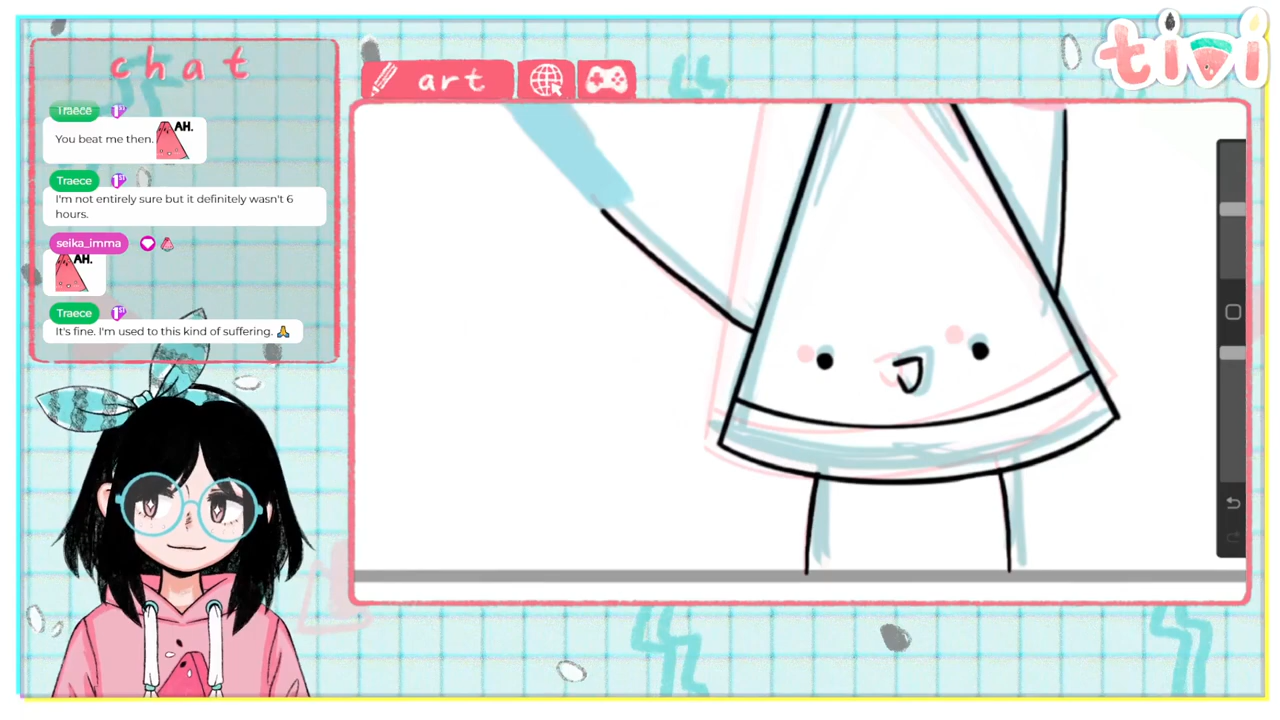 chat
tivi
art
Traece
You beat me then.
AH.
Traece
I'm not entirely sure but it definitely wasn't 6
hours.
seika_imma
AH.
Traece
It's fine. I'm used to this kind of suffering. 🙏